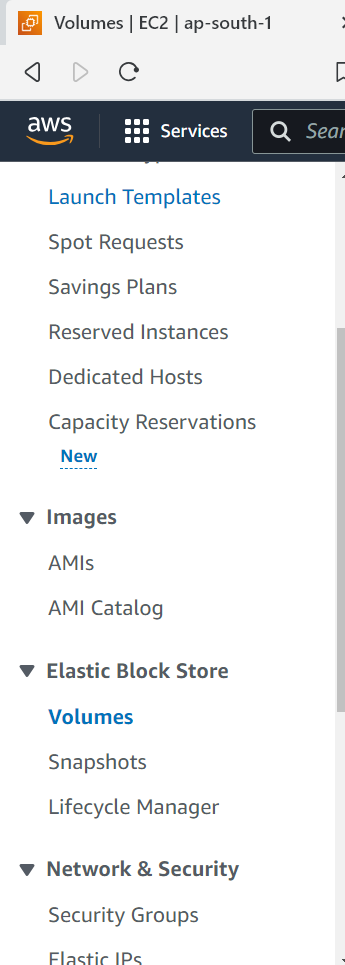 Volumes | EC2 | ap-south-1
aws
Services
Sear
Launch Templates
Spot Requests
Savings Plans
Reserved Instances
Dedicated Hosts
Capacity Reservations
New
Images
AMIs
AMI Catalog
Elastic Block Store
Volumes
Snapshots
Lifecycle Manager
Network & Security
Security Groups
Elastic IPs